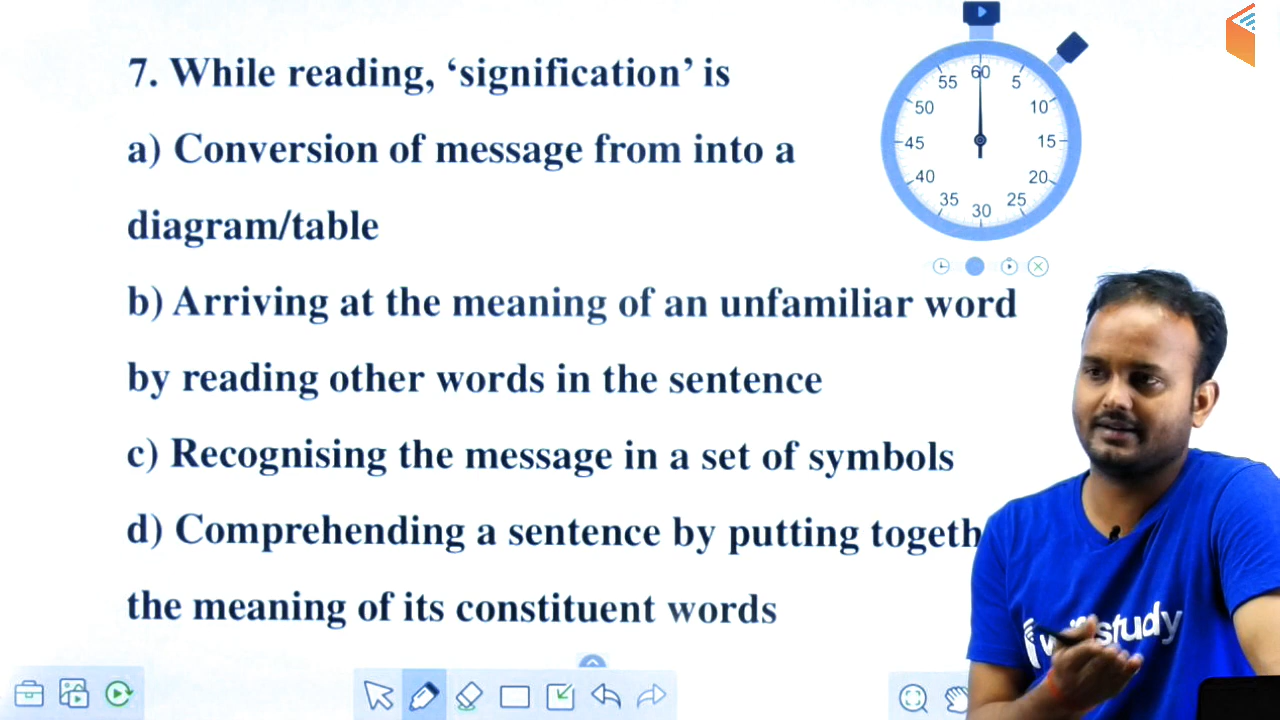 7. While reading, ‘signification’ is
a) Conversion of message from into a
diagram/table
b) Arriving at the meaning of an unfamiliar word
by reading other words in the sentence
c) Recognising the message in a set of symbols
d) Comprehending a sentence by putting
the meaning of its constituent words
60
5
10
15
20
25
30
35
40
45
50
55
study